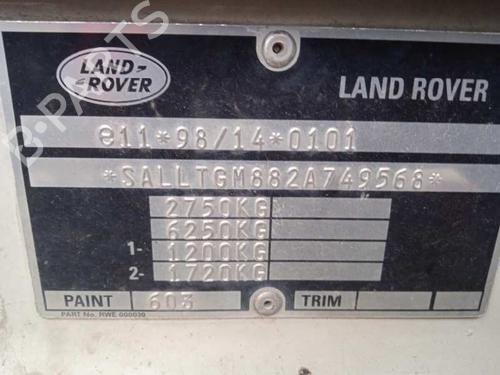 LAND-
-ROVER
LAND ROVER
e11*98/14*0101
*SALLTGM882A749568*
2750KG
6250KG
1- 1200KG
2- 1720KG
PAINT 603 TRIM
PART No. RWE 000030
B-PARTS